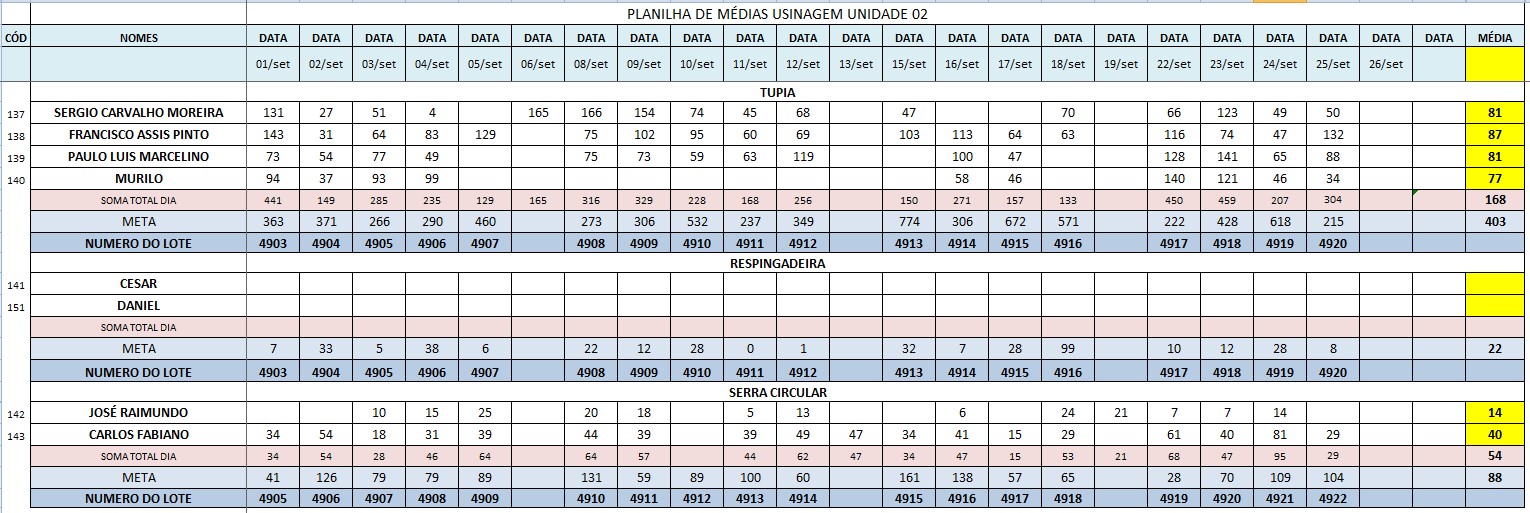 PLANILHA DE MÉDIAS USINAGEM UNIDADE 02
CÓD NOMES DATA DATA DATA DATA DATA DATA DATA DATA DATA DATA DATA DATA DATA DATA DATA DATA DATA DATA DATA DATA DATA DATA DATA MÉDIA
01/set 02/set 03/set 04/set 05/set 06/set 08/set 09/set 10/set 11/set 12/set 13/set 15/set 16/set 17/set 18/set 19/set 22/set 23/set 24/set 25/set 26/set
TUPIA
137 SERGIO CARVALHO MOREIRA 131 27 51 4 165 166 154 74 45 68 47 70 66 123 49 50 81
138 FRANCISCO ASSIS PINTO 143 31 64 83 129 75 102 95 60 69 103 113 64 63 116 74 47 132 87
139 PAULO LUIS MARCELINO 73 54 77 49 75 73 59 63 119 100 47 128 141 65 88 81
140 MURILO 94 37 93 99 58 46 140 121 46 34 77
SOMA TOTAL DIA 441 149 285 235 129 165 316 329 228 168 256 150 271 157 133 450 459 207 304 168
META 363 371 266 290 460 273 306 532 237 349 774 306 672 571 222 428 618 215 403
NUMERO DO LOTE 4903 4904 4905 4906 4907 4908 4909 4910 4911 4912 4913 4914 4915 4916 4917 4918 4919 4920
RESPINGADEIRA
141 CESAR
151 DANIEL
SOMA TOTAL DIA
META 7 33 5 38 6 22 12 28 0 1 32 7 28 99 10 12 28 8 22
NUMERO DO LOTE 4903 4904 4905 4906 4907 4908 4909 4910 4911 4912 4913 4914 4915 4916 4917 4918 4919 4920
SERRA CIRCULAR
142 JOSÉ RAIMUNDO 10 15 25 20 18 5 13 6 24 21 7 7 14 14
143 CARLOS FABIANO 34 54 18 31 39 44 39 39 49 47 34 41 15 29 61 40 81 29 40
SOMA TOTAL DIA 34 54 28 46 64 64 57 44 62 47 34 47 15 53 21 68 47 95 29 54
META 41 126 79 79 89 131 59 89 100 60 161 138 57 65 28 70 109 104 88
NUMERO DO LOTE 4905 4906 4907 4908 4909 4910 4911 4912 4913 4914 4915 4916 4917 4918 4919 4920 4921 4922